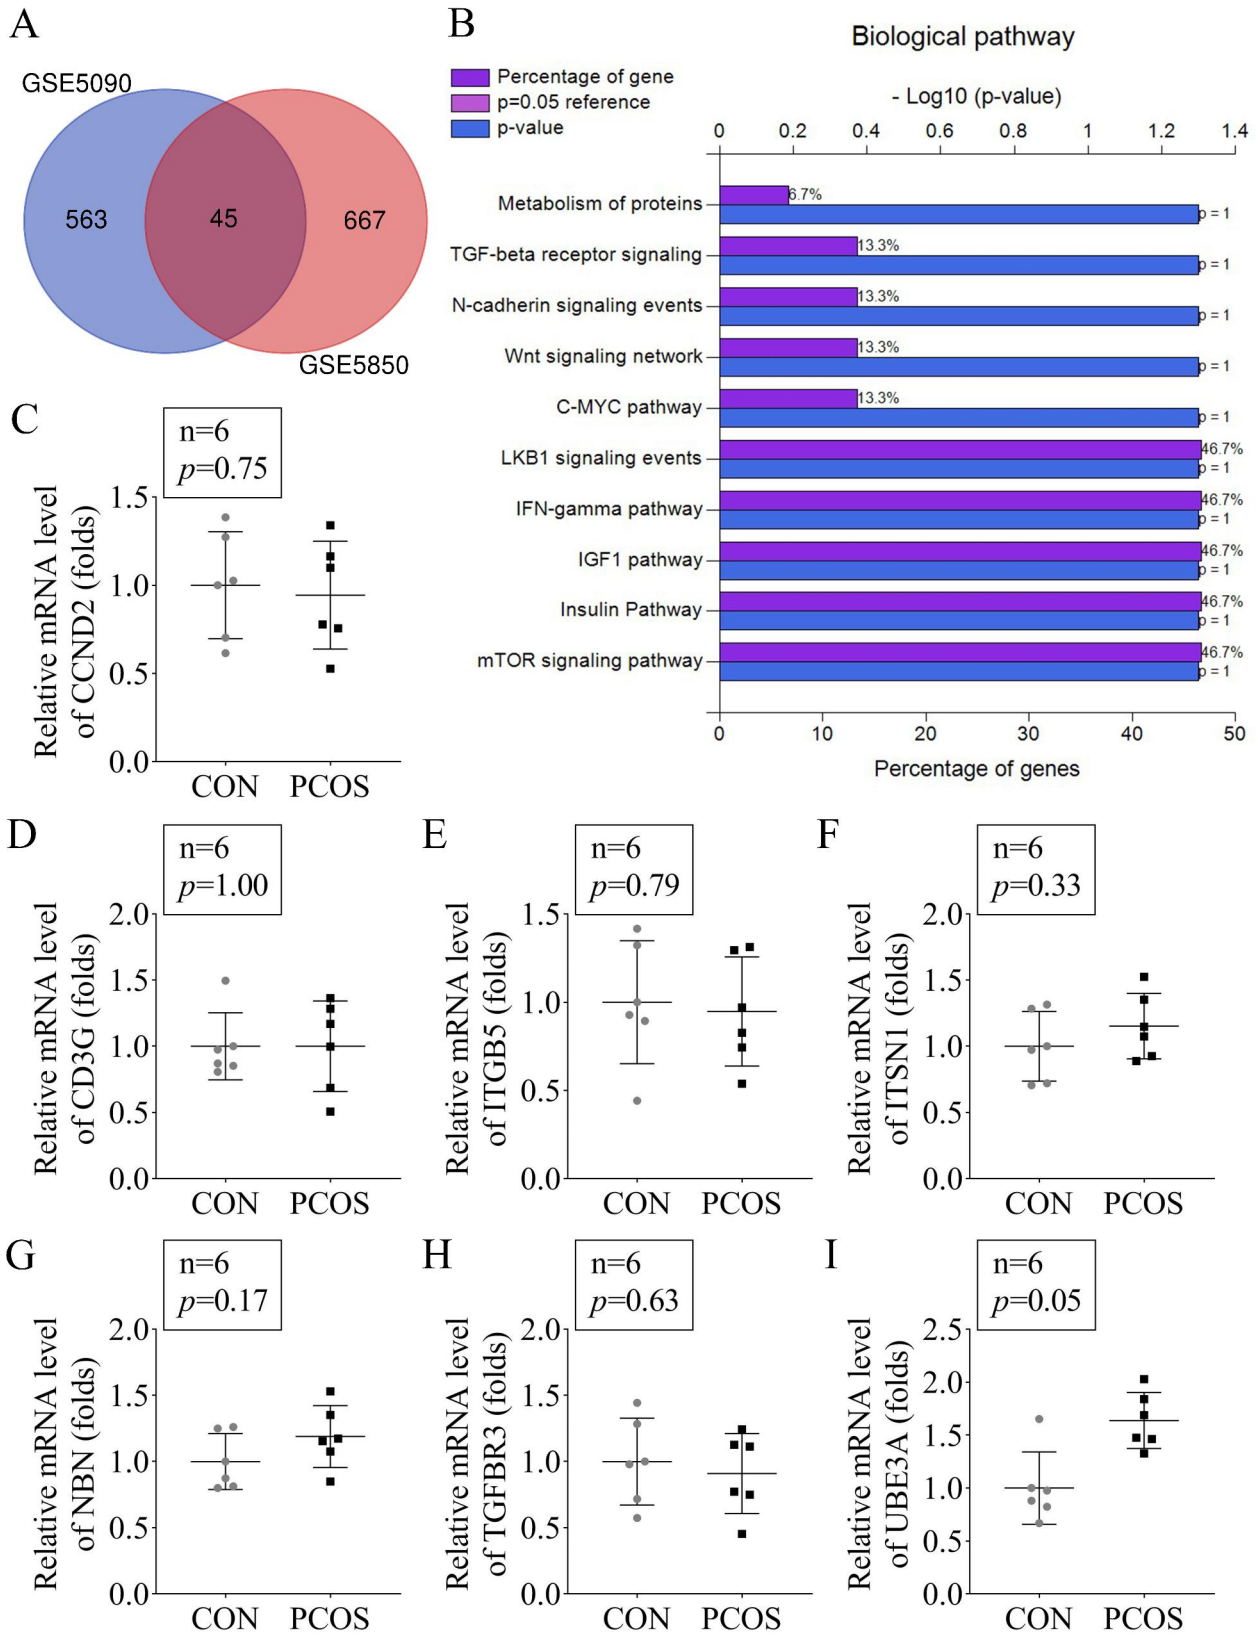 A
GSE5090
563
45
667
GSE5850
B
Biological pathway
Percentage of gene
p=0.05 reference
p-value
- Log10 (p-value)
0 0.2 0.4 0.6 0.8 1 1.2 1.4
Metabolism of proteins 6.7%
p = 1
TGF-beta receptor signaling 13.3%
p = 1
N-cadherin signaling events 13.3%
p = 1
Wnt signaling network 13.3%
p = 1
C-MYC pathway 13.3%
p = 1
LKB1 signaling events 46.7%
p = 1
IFN-gamma pathway 46.7%
p = 1
IGF1 pathway 46.7%
p = 1
Insulin Pathway 46.7%
p = 1
mTOR signaling pathway 46.7%
p = 1
0 10 20 30 40 50
Percentage of genes
C
n=6
p=0.75
Relative mRNA level
of CCND2 (folds)
1.5
1.0
0.5
0.0
CON PCOS
D
n=6
p=1.00
Relative mRNA level
of CD3G (folds)
2.0
1.5
1.0
0.5
0.0
CON PCOS
E
n=6
p=0.79
Relative mRNA level
of ITGB5 (folds)
1.5
1.0
0.5
0.0
CON PCOS
F
n=6
p=0.33
Relative mRNA level
of ITSN1 (folds)
2.0
1.5
1.0
0.5
0.0
CON PCOS
G
n=6
p=0.17
Relative mRNA level
of NBN (folds)
2.0
1.5
1.0
0.5
0.0
CON PCOS
H
n=6
p=0.63
Relative mRNA level
of TGFBR3 (folds)
2.0
1.5
1.0
0.5
0.0
CON PCOS
I
n=6
p=0.05
Relative mRNA level
of UBE3A (folds)
2.5
2.0
1.5
1.0
0.5
0.0
CON PCOS